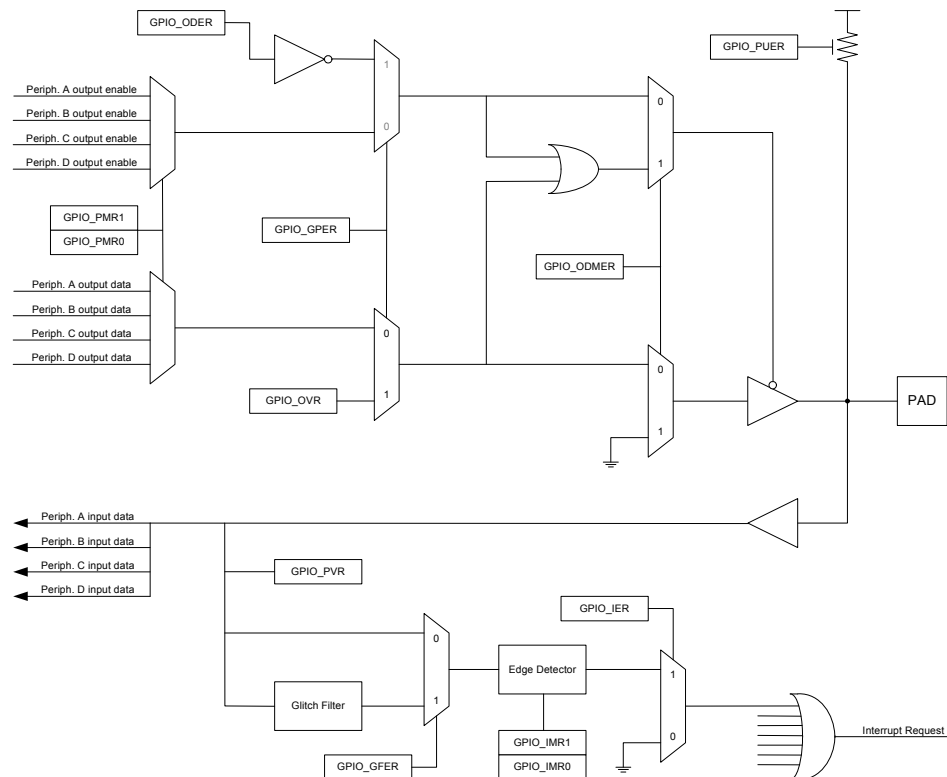 GPIO_ODER
1
GPIO_PUER
Periph. A output enable
Periph. B output enable
Periph. C output enable
Periph. D output enable
0
0
1
GPIO_PMR1
GPIO_PMR0
GPIO_GPER
GPIO_ODMER
Periph. A output data
Periph. B output data
Periph. C output data
Periph. D output data
0
1
GPIO_OVR
0
1
PAD
Periph. A input data
Periph. B input data
Periph. C input data
Periph. D input data
GPIO_PVR
GPIO_IER
0
1
Glitch Filter
Edge Detector
1
0
GPIO_GFER
GPIO_IMR1
GPIO_IMR0
Interrupt Request